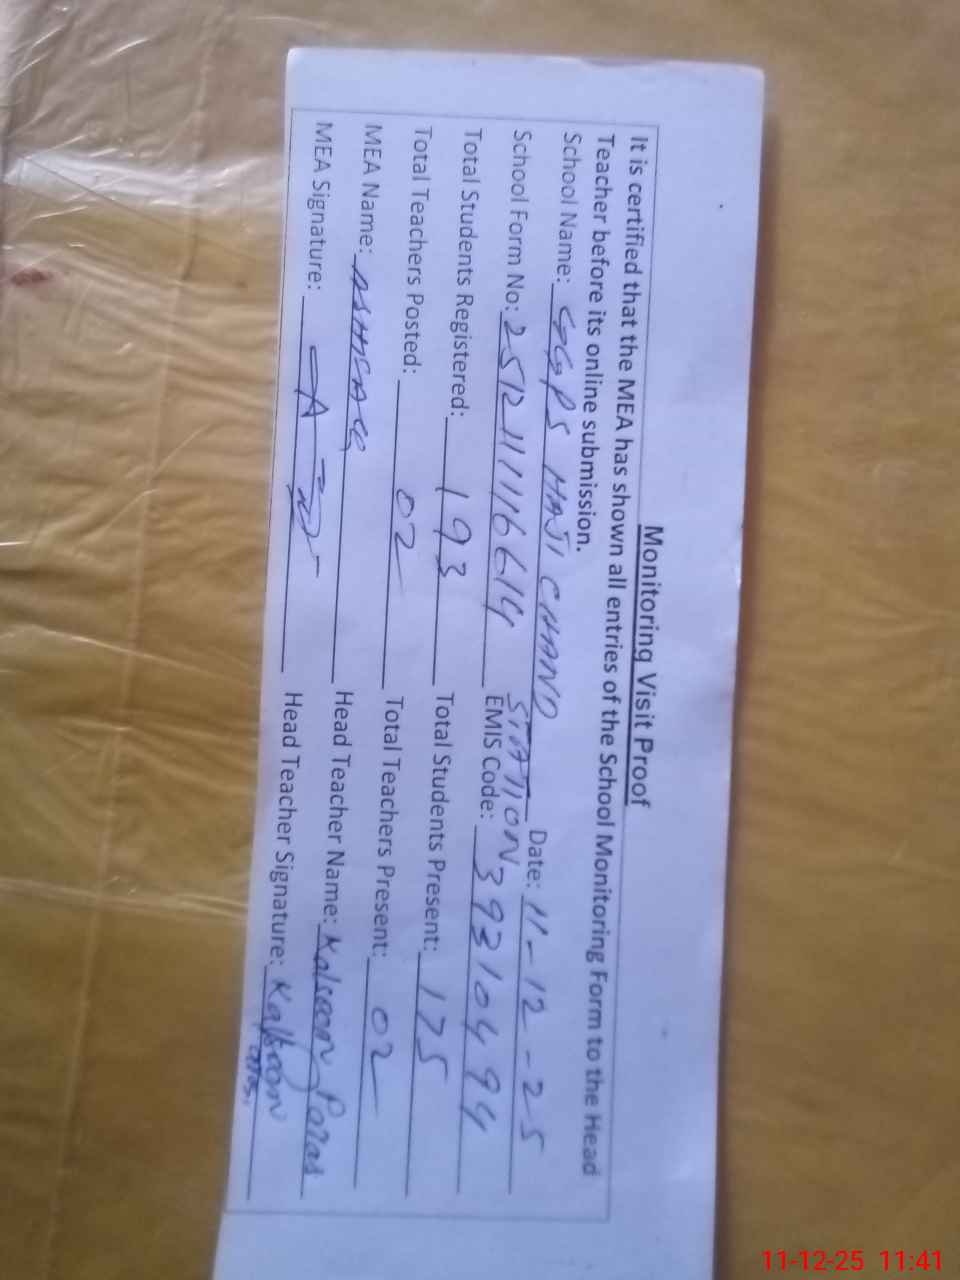 Monitoring Visit Proof
It is certified that the MEA has shown all entries of the School Monitoring Form to the Head
Teacher before its online submission.
School Name: GGPS HAJI CHAND STATION Date: 11-12-25
School Form No: 2512111116614 EMIS Code: 39310494
Total Students Registered: 193 Total Students Present: 175
Total Teachers Posted: 02 Total Teachers Present: 02
MEA Name: Head Teacher Name: Kalsoom Paras
MEA Signature: Head Teacher Signature: Kalsoom
11-12-25 11:41